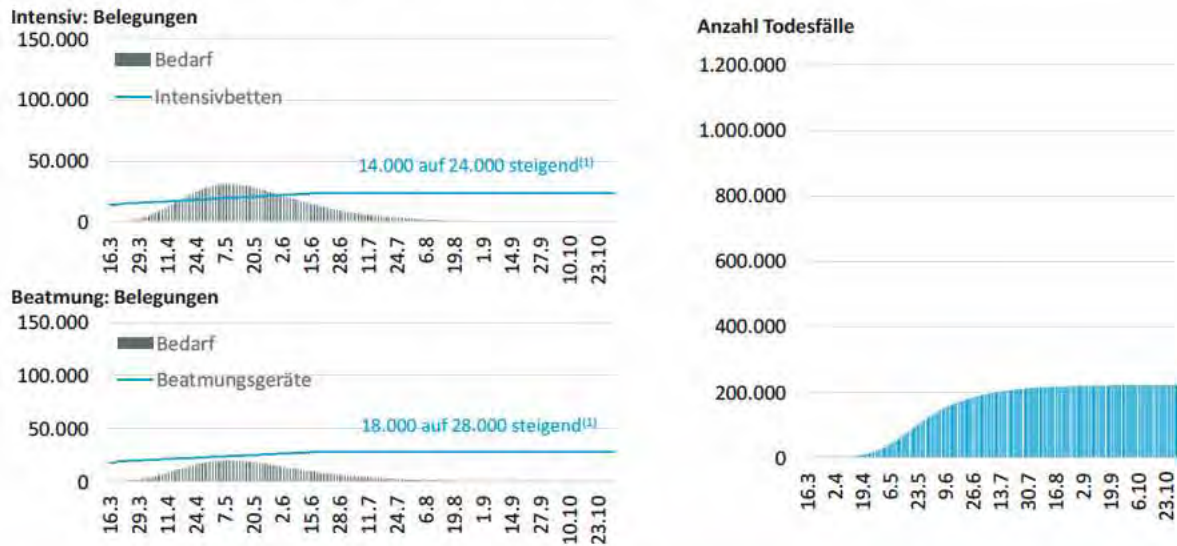 Intensiv: Belegungen
150.000
Bedarf
100.000
Intensivbetten
50.000
14.000 auf 24.000 steigend(1)
0
16.3 29.3 11.4 24.4 7.5 20.5 2.6 15.6 28.6 11.7 24.7 6.8 19.8 1.9 14.9 27.9 10.10 23.10
Beatmung: Belegungen
150.000
Bedarf
100.000
Beatmungsgeräte
50.000
18.000 auf 28.000 steigend(1)
0
16.3 29.3 11.4 24.4 7.5 20.5 2.6 15.6 28.6 11.7 24.7 6.8 19.8 1.9 14.9 27.9 10.10 23.10
Anzahl Todesfälle
1.200.000
1.000.000
800.000
600.000
400.000
200.000
0
16.3 2.4 19.4 6.5 23.5 9.6 26.6 13.7 30.7 16.8 2.9 19.9 6.10 23.10